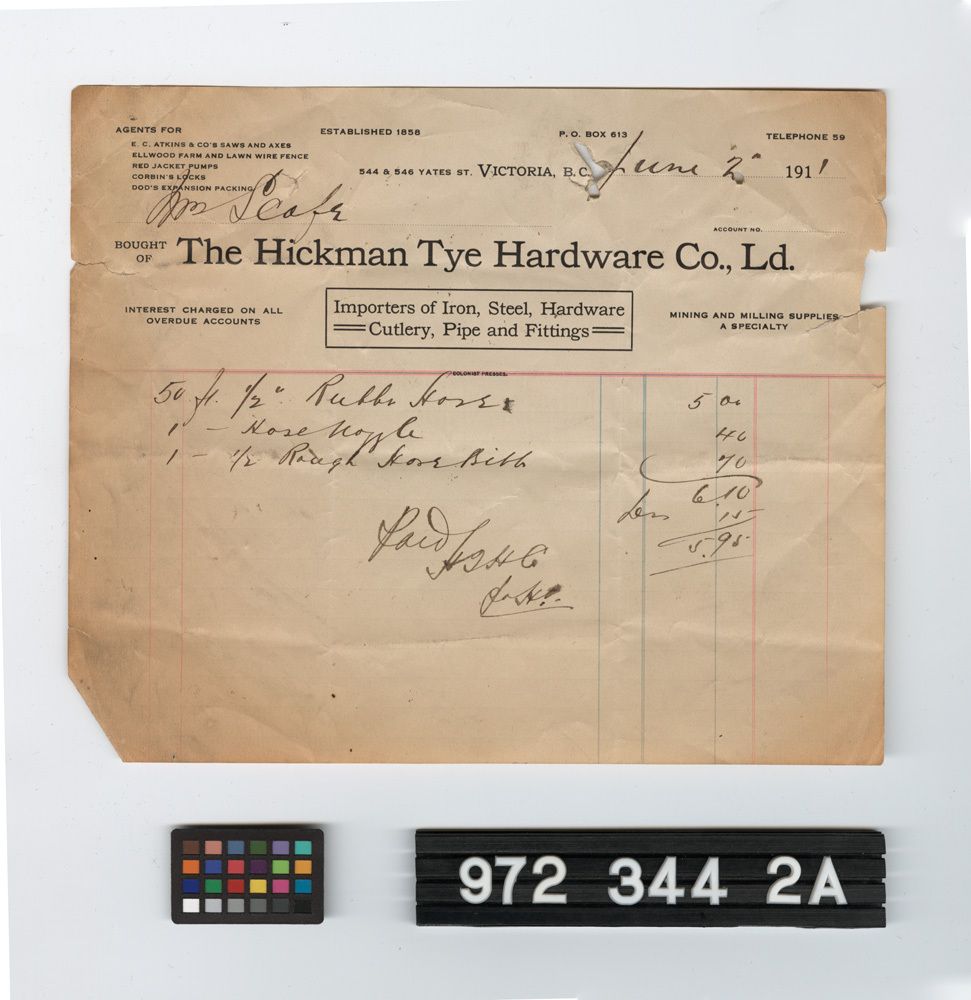 AGENTS FOR
E. C. ATKINS & CO'S SAWS AND AXES
ELLWOOD FARM AND LAWN WIRE FENCE
RED JACKET PUMPS
CORBIN'S LOCKS
DOD'S EXPANSION PACKING
ESTABLISHED 1858
P. O. BOX 613
TELEPHONE 59
544 & 546 YATES ST. VICTORIA, B.C. June 2 1911
Wm Scafe
ACCOUNT NO.
BOUGHT OF The Hickman Tye Hardware Co., Ld.
INTEREST CHARGED ON ALL
OVERDUE ACCOUNTS
Importers of Iron, Steel, Hardware
Cutlery, Pipe and Fittings
MINING AND MILLING SUPPLIES
A SPECIALTY
COLONIST PRESSES.
50 ft. 1/2" Rubber Hose 5 00
1 - Hose Nozzle 40
1 - 1/2 Rough Hose Bibb 70
6.10
Less 15
5.95
Paid
972 344 2A